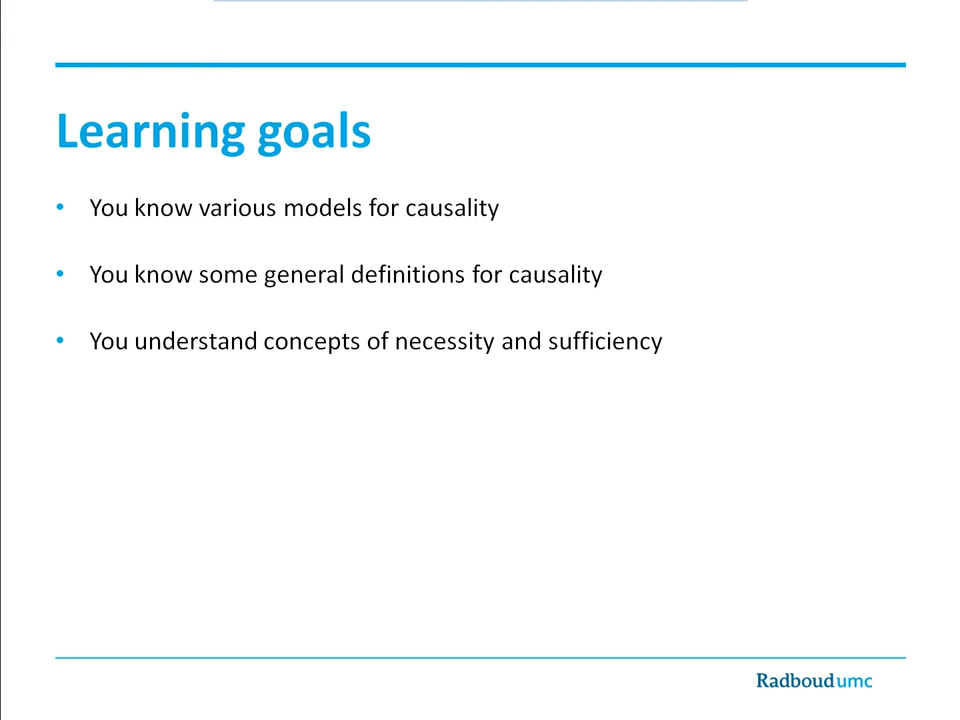 Learning goals
• You know various models for causality
• You know some general definitions for causality
• You understand concepts of necessity and sufficiency
Radboudumc